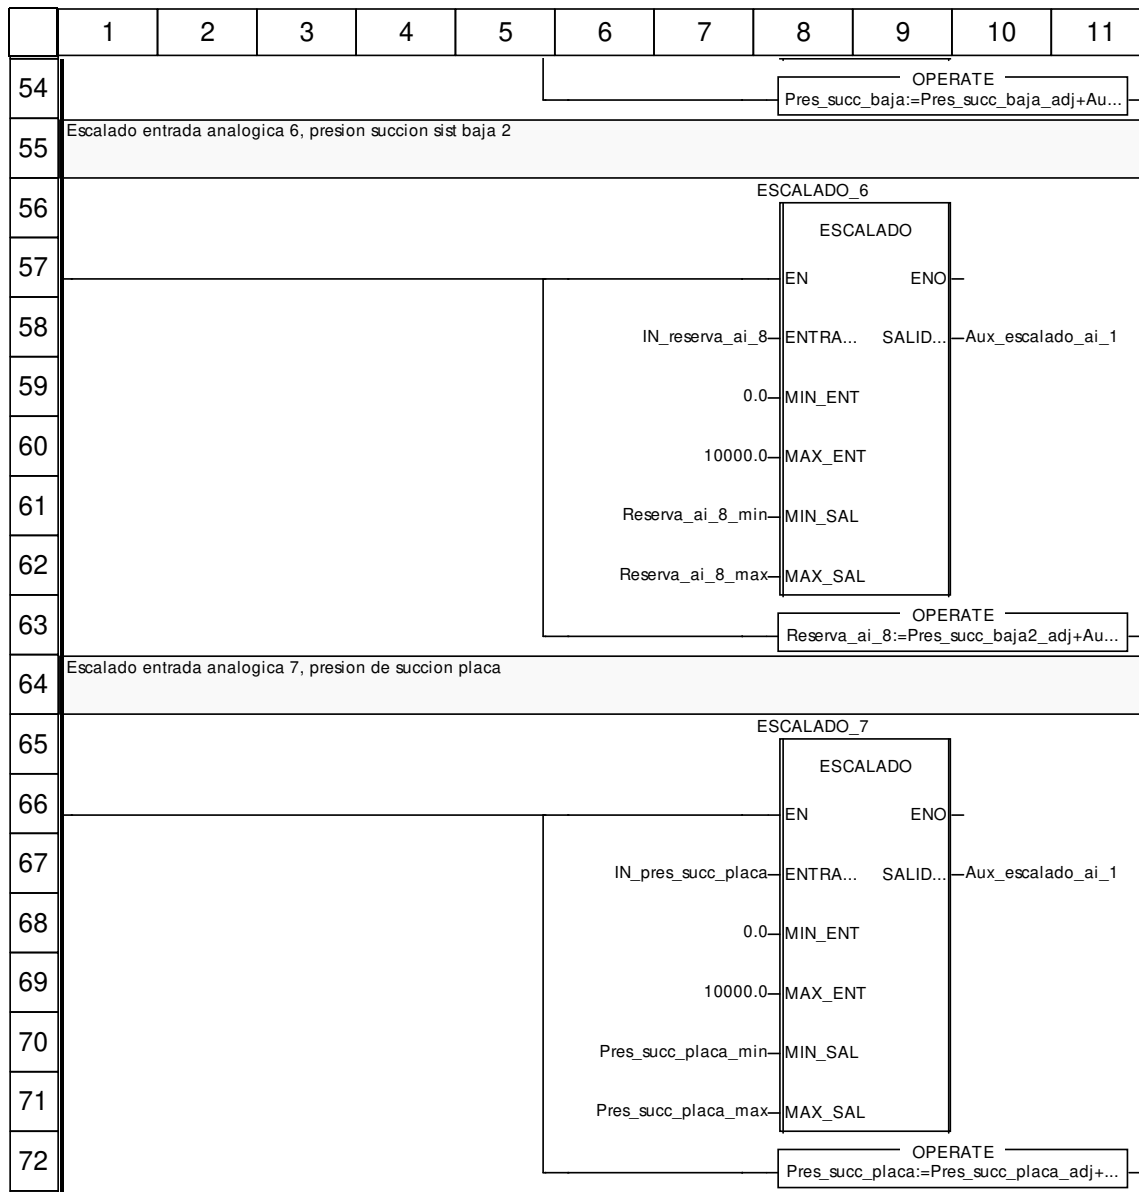 1 2 3 4 5 6 7 8 9 10 11
54
OPERATE
Pres_succ_baja:=Pres_succ_baja_adj+Au...
55
Escalado entrada analogica 6, presion succion sist baja 2
56
ESCALADO_6
ESCALADO
57
EN ENO
58
IN_reserva_ai_8 ENTRA... SALID... Aux_escalado_ai_1
59
0.0 MIN_ENT
60
10000.0 MAX_ENT
61
Reserva_ai_8_min MIN_SAL
62
Reserva_ai_8_max MAX_SAL
63
OPERATE
Reserva_ai_8:=Pres_succ_baja2_adj+Au...
64
Escalado entrada analogica 7, presion de succion placa
65
ESCALADO_7
ESCALADO
66
EN ENO
67
IN_pres_succ_placa ENTRA... SALID... Aux_escalado_ai_1
68
0.0 MIN_ENT
69
10000.0 MAX_ENT
70
Pres_succ_placa_min MIN_SAL
71
Pres_succ_placa_max MAX_SAL
72
OPERATE
Pres_succ_placa:=Pres_succ_placa_adj+...